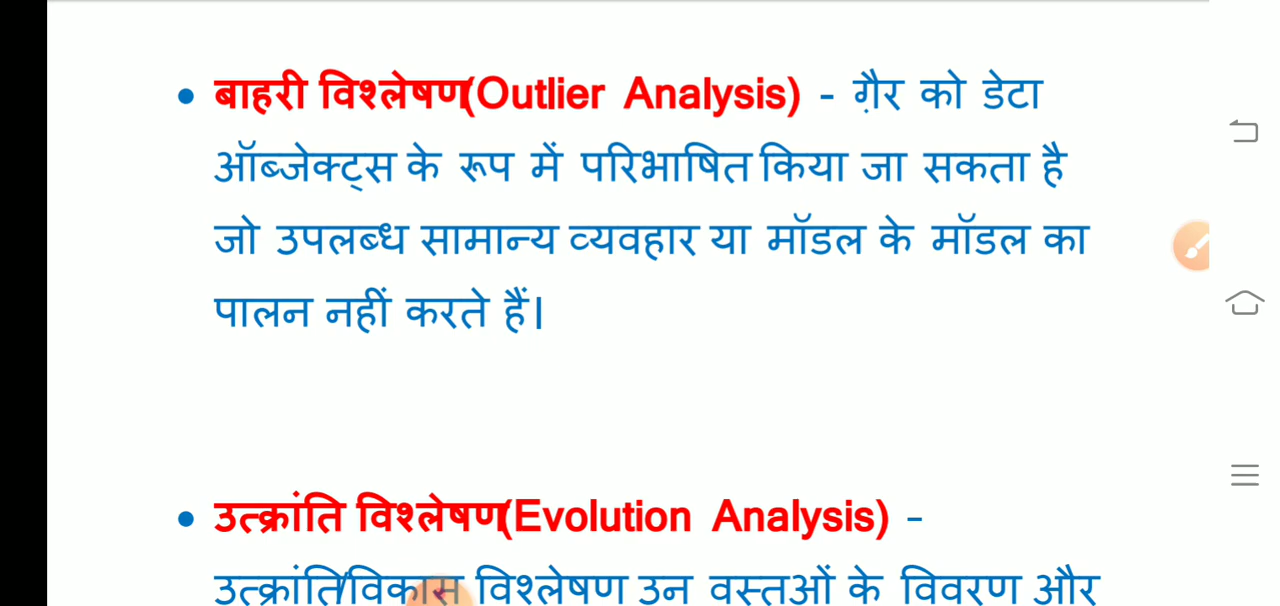 • बाहरी विश्लेषण(Outlier Analysis) - ग़ैर को डेटा
ऑब्जेक्ट्स के रूप में परिभाषित किया जा सकता है
जो उपलब्ध सामान्य व्यवहार या मॉडल के मॉडल का
पालन नहीं करते हैं।
• उत्क्रांति विश्लेषण(Evolution Analysis) –
उत्क्रांति/विकास विश्लेषण उन वस्तओं के विवरण और